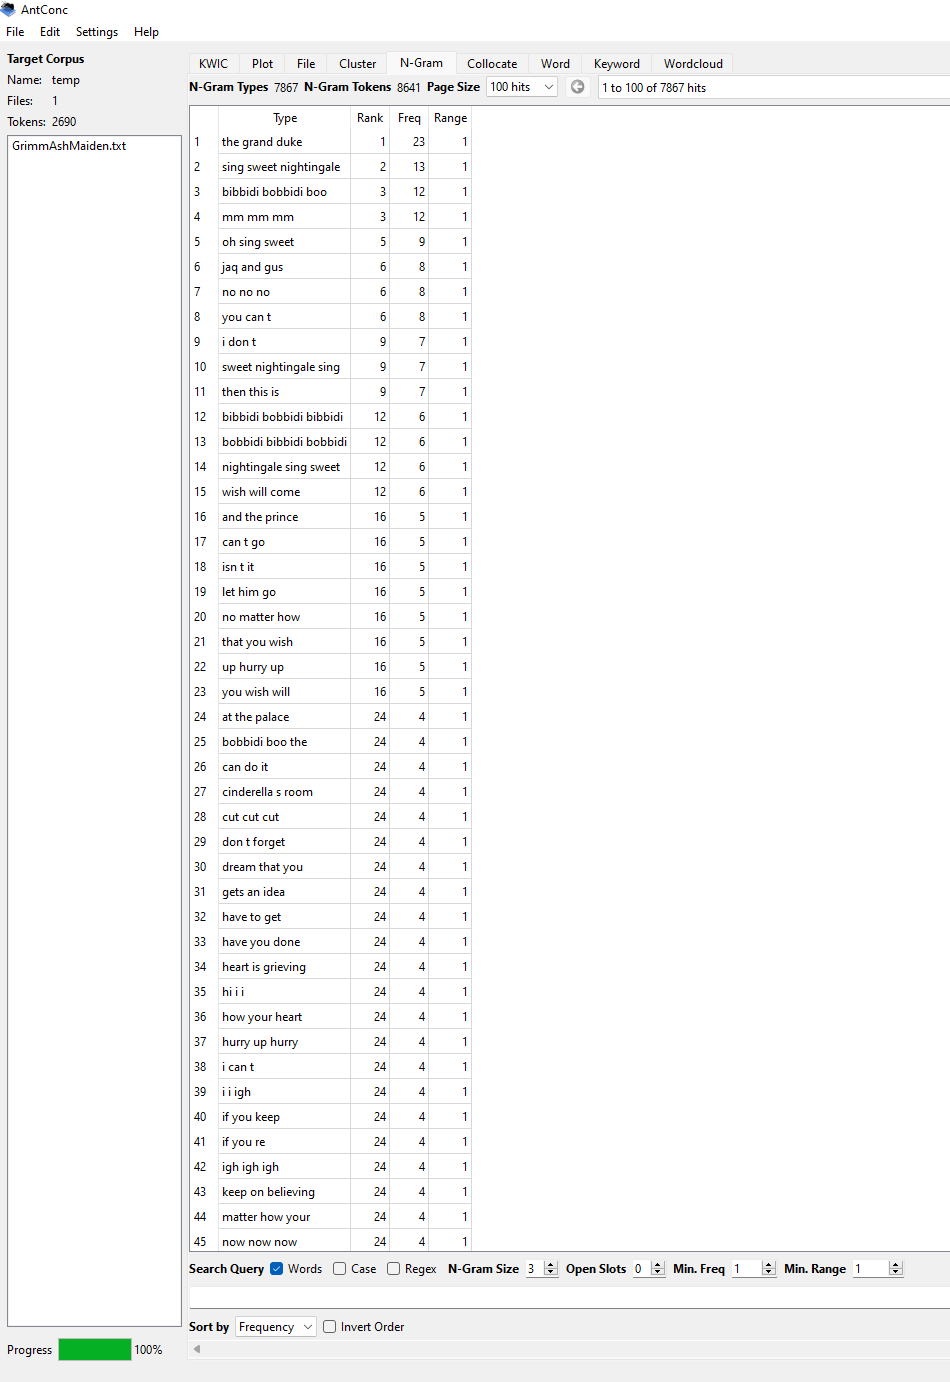 AntConc
File Edit Settings Help
Target Corpus
Name: temp
Files: 1
Tokens: 2690
GrimmAshMaiden.txt
KWIC Plot File Cluster N-Gram Collocate Word Keyword Wordcloud
N-Gram Types 7867 N-Gram Tokens 8641 Page Size 100 hits 1 to 100 of 7867 hits
Type Rank Freq Range
1 the grand duke 1 23 1
2 sing sweet nightingale 2 13 1
3 bibbidi bobbidi boo 3 12 1
4 mm mm mm 3 12 1
5 oh sing sweet 5 9 1
6 jaq and gus 6 8 1
7 no no no 6 8 1
8 you can t 6 8 1
9 i don t 9 7 1
10 sweet nightingale sing 9 7 1
11 then this is 9 7 1
12 bibbidi bobbidi bibbidi 12 6 1
13 bobbidi bibbidi bobbidi 12 6 1
14 nightingale sing sweet 12 6 1
15 wish will come 12 6 1
16 and the prince 16 5 1
17 can t go 16 5 1
18 isn t it 16 5 1
19 let him go 16 5 1
20 no matter how 16 5 1
21 that you wish 16 5 1
22 up hurry up 16 5 1
23 you wish will 16 5 1
24 at the palace 24 4 1
25 bobbidi boo the 24 4 1
26 can do it 24 4 1
27 cinderella s room 24 4 1
28 cut cut cut 24 4 1
29 don t forget 24 4 1
30 dream that you 24 4 1
31 gets an idea 24 4 1
32 have to get 24 4 1
33 have you done 24 4 1
34 heart is grieving 24 4 1
35 hi i i 24 4 1
36 how your heart 24 4 1
37 hurry up hurry 24 4 1
38 i can t 24 4 1
39 i i igh 24 4 1
40 if you keep 24 4 1
41 if you re 24 4 1
42 igh igh igh 24 4 1
43 keep on believing 24 4 1
44 matter how your 24 4 1
45 now now now 24 4 1
Search Query Words Case Regex N-Gram Size 3 Open Slots 0 Min. Freq 1 Min. Range 1
Sort by Frequency Invert Order
Progress 100%